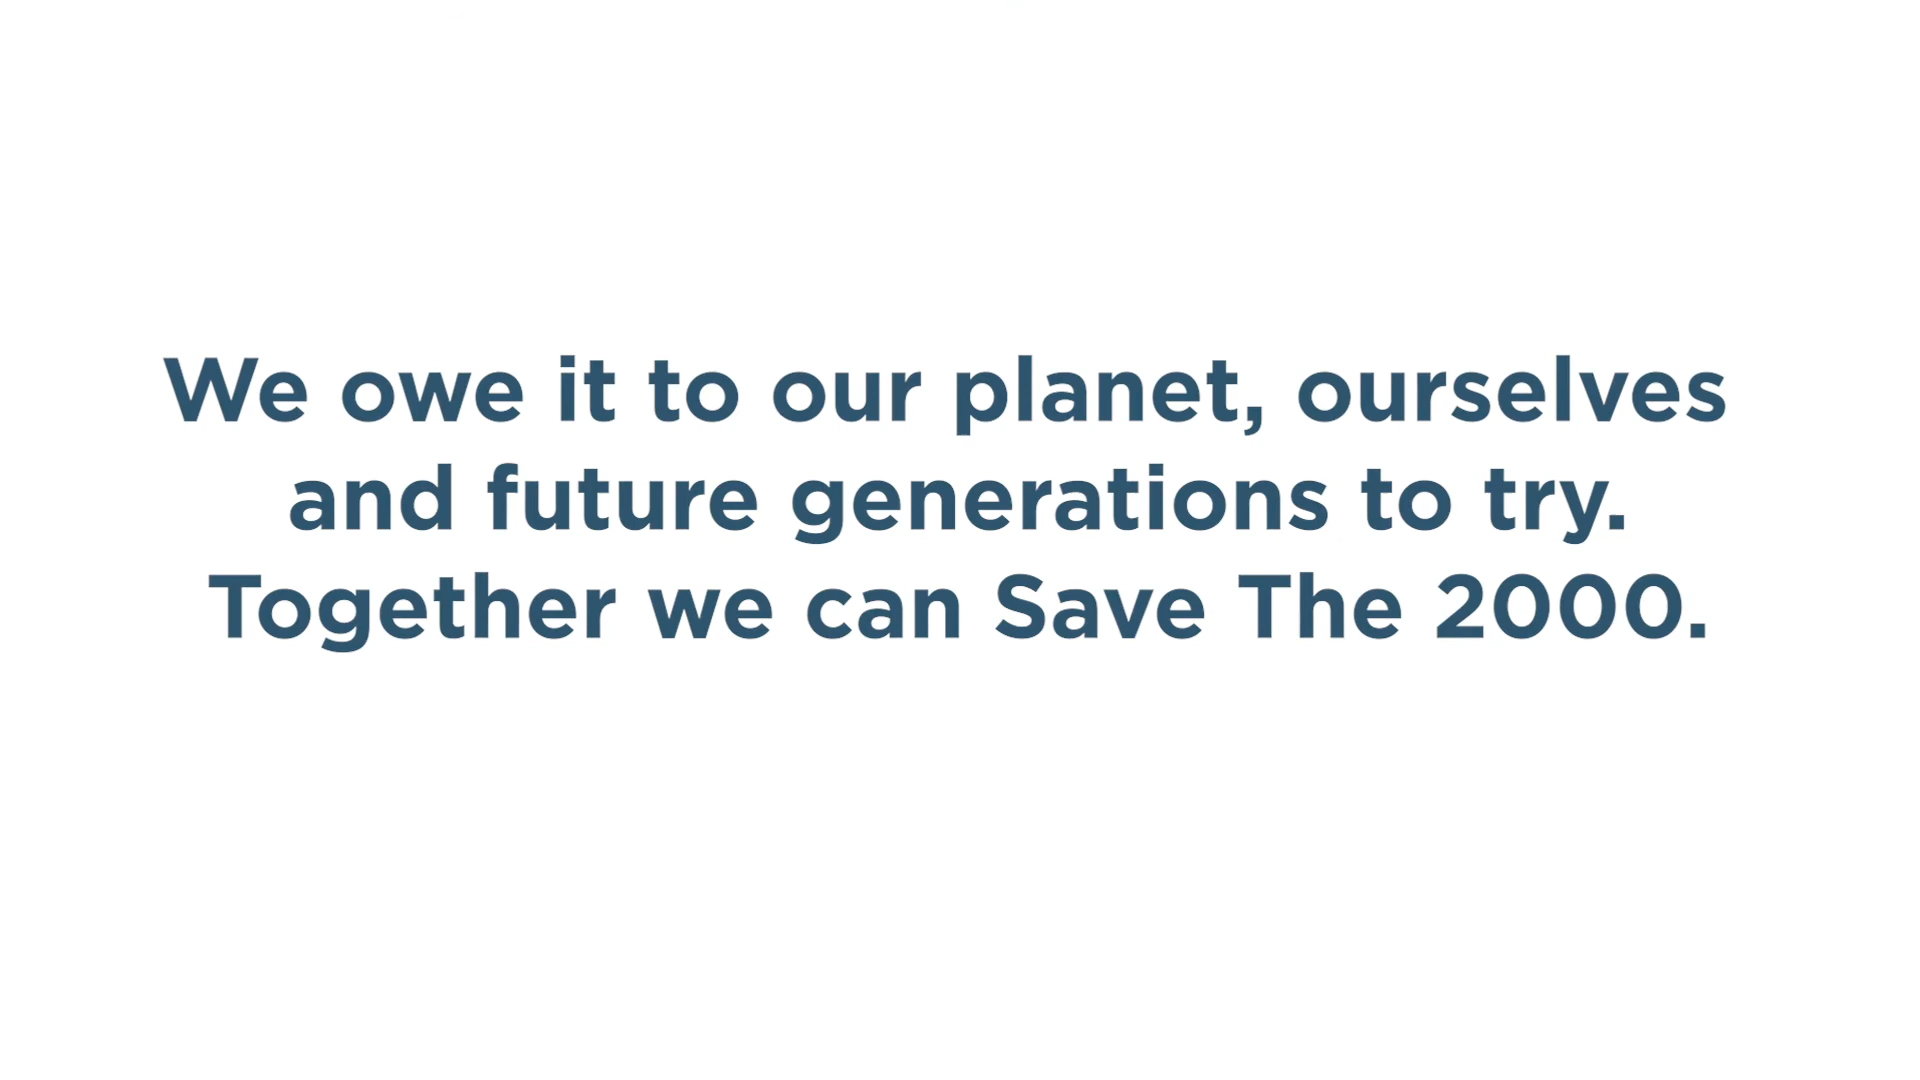 We owe it to our planet, ourselves
and future generations to try.
Together we can Save The 2000.